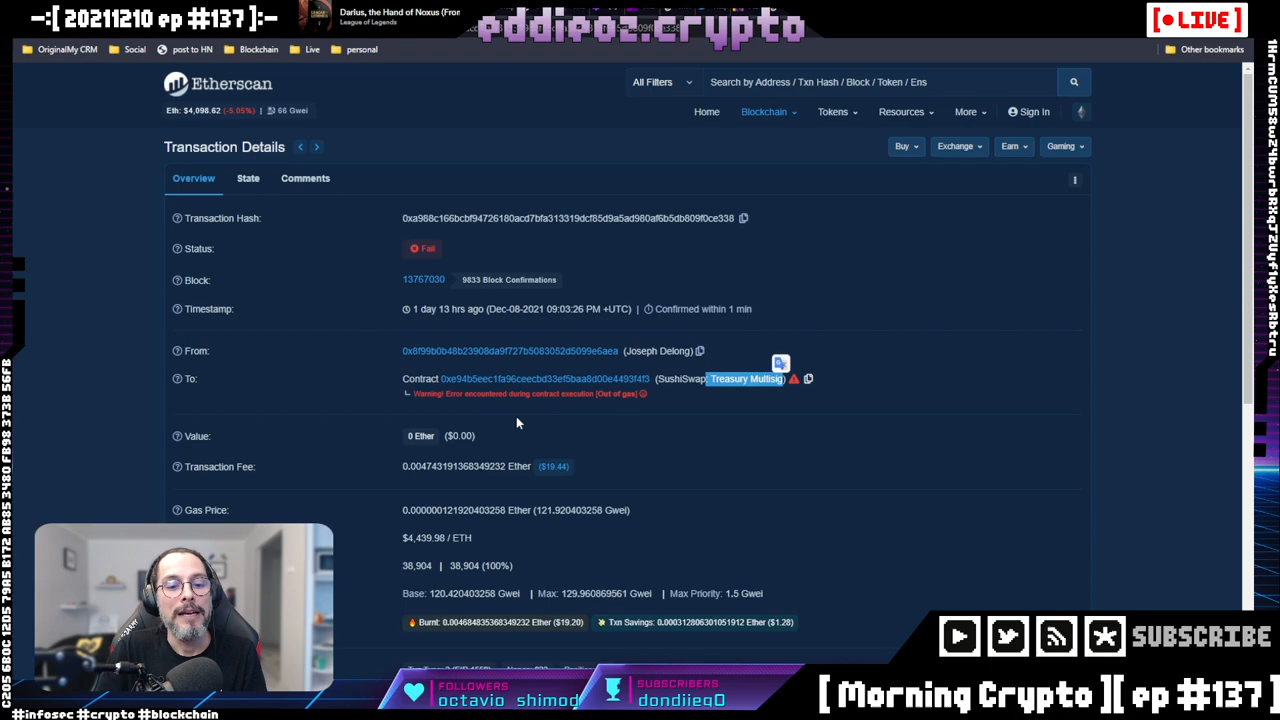 -:[ 20211210 ep #137]:-
Darius, the Hand of Noxus (Fron
League of Legends
eddieoz.crypto
[● LIVE]
OriginalMy CRM
Social
post to HN
Blockchain
Live
personal
Other bookmarks
Etherscan
All Filters
Search by Address / Txn Hash / Block / Token / Ens
Eth: $4,098.62 (-5.05%) | 66 Gwei
Home
Blockchain
Tokens
Resources
More
Sign In
Transaction Details
Buy
Exchange
Earn
Gaming
Overview
State
Comments
Transaction Hash:
0xa988c166bcbf94726180acd7bfa313319dcf85d9a5ad980af6b5db809f0ce338
Status:
Fail
Block:
13767030
9833 Block Confirmations
Timestamp:
1 day 13 hrs ago (Dec-08-2021 09:03:26 PM +UTC) | Confirmed within 1 min
From:
0x8f99b0b48b23908da9f727b5083052d5099e6aea (Joseph Delong)
To:
Contract 0xe94b5eec1fa96ceecbd33ef5baa8d00e4493f4f3 (SushiSwap: Treasury Multisig)
Warning! Error encountered during contract execution [Out of gas]
Value:
0 Ether ($0.00)
Transaction Fee:
0.004743191368349232 Ether ($19.44)
Gas Price:
0.000000121920403258 Ether (121.920403258 Gwei)
$4,439.98 / ETH
38,904 | 38,904 (100%)
Base: 120.420403258 Gwei | Max: 129.960869561 Gwei | Max Priority: 1.5 Gwei
Burnt: 0.004684835368349232 Ether ($19.20)
Txn Savings: 0.000312806301051912 Ether ($1.28)
SUBSCRIBE
FOLLOWERS
octavio_shimod
SUBSCRIBERS
dondiieg0
[ Morning Crypto ][ ep #137 ]
#infosec #crypto #blockchain